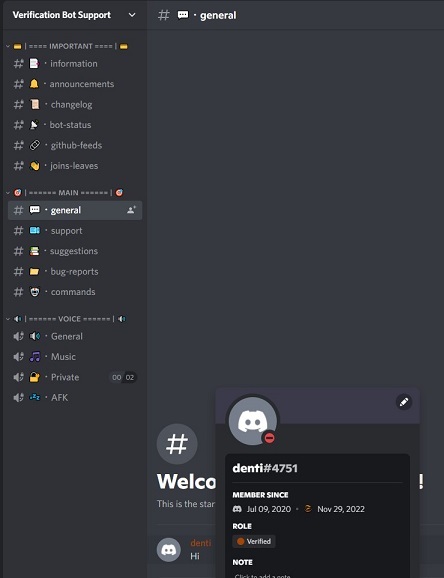 Verification Bot Support
general
| ==== IMPORTANT ==== |
information
announcements
changelog
bot-status
github-feeds
joins-leaves
| ====== MAIN ====== |
general
support
suggestions
bug-reports
commands
| ====== VOICE ====== |
General
Music
Private 00 02
AFK
denti#4751
Welco !
MEMBER SINCE
This is the star
Jul 09, 2020 • Nov 29, 2022
ROLE
Verified
denti
Hi
NOTE
Click to add a note